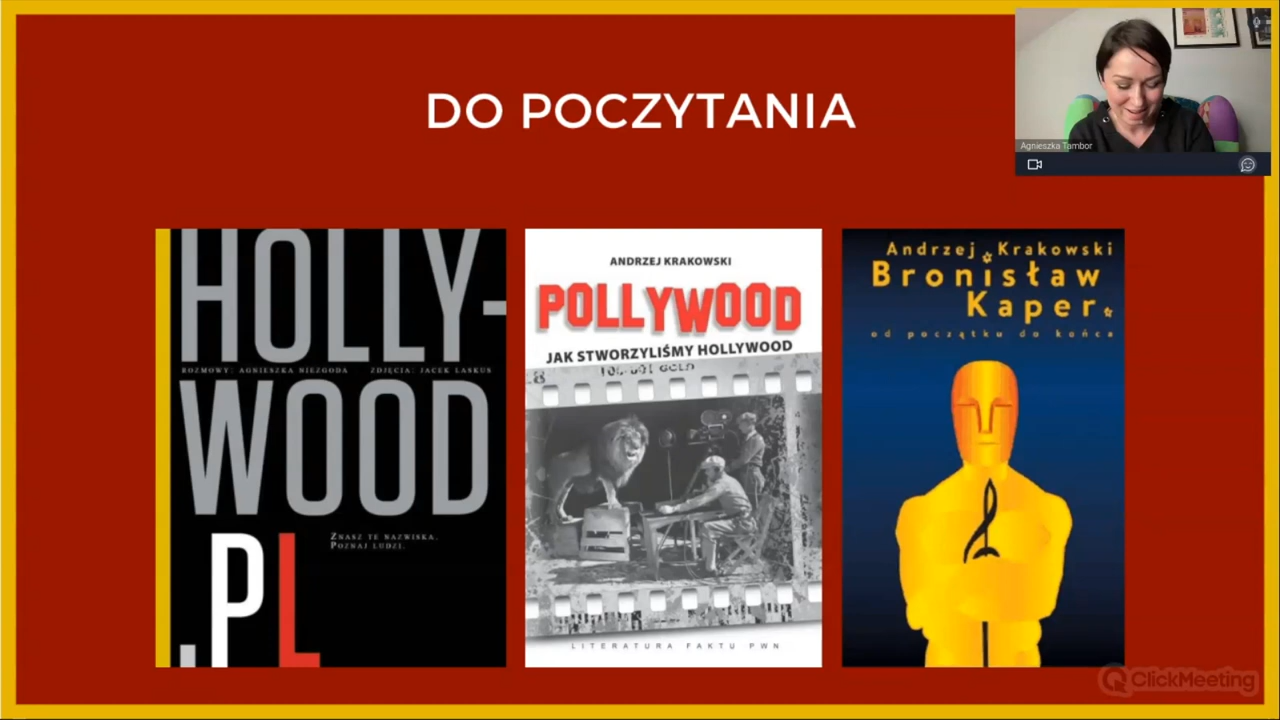 DO POCZYTANIA
Agnieszka Tambor
HOLLY-
ROZMOWY: AGNIESZKA NIEZGODA ZDJĘCIA: JACEK LASKUS
WOOD
ZNASZ TE NAZWISKA.
POZNAJ LUDZI.
.PL
ANDRZEJ KRAKOWSKI
POLLYWOOD
JAK STWORZYLIŚMY HOLLYWOOD
LITERATURA FAKTU PWN
Andrzej Krakowski
Bronisław
Kaper
od początku do końca
ClickMeeting